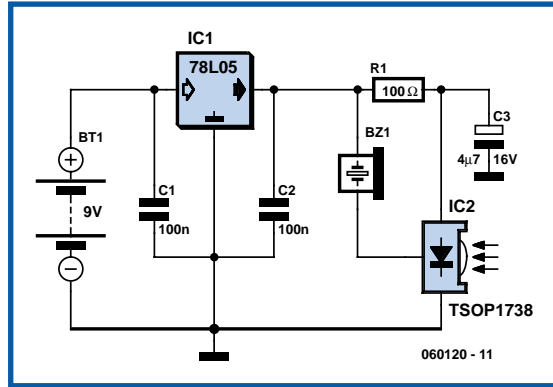 IC1
78L05
R1
100Ω
C3
4µ7 16V
BT1
9V
C1
100n
C2
100n
BZ1
IC2
TSOP1738
060120 - 11